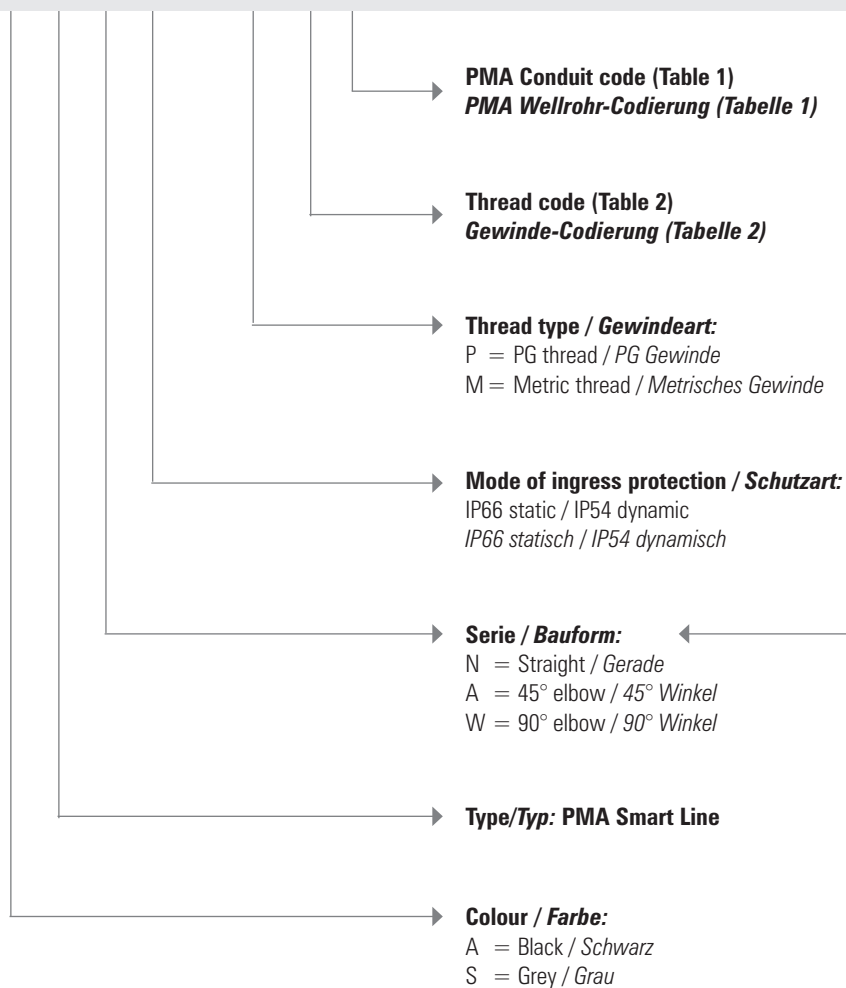 PMA Conduit code (Table 1)
PMA Wellrohr-Codierung (Tabelle 1)
Thread code (Table 2)
Gewinde-Codierung (Tabelle 2)
Thread type / Gewindeart:
P = PG thread / PG Gewinde
M = Metric thread / Metrisches Gewinde
Mode of ingress protection / Schutzart:
IP66 static / IP54 dynamic
IP66 statisch / IP54 dynamisch
Serie / Bauform:
N = Straight / Gerade
A = 45° elbow / 45° Winkel
W = 90° elbow / 90° Winkel
Type/Typ: PMA Smart Line
Colour / Farbe:
A = Black / Schwarz
S = Grey / Grau